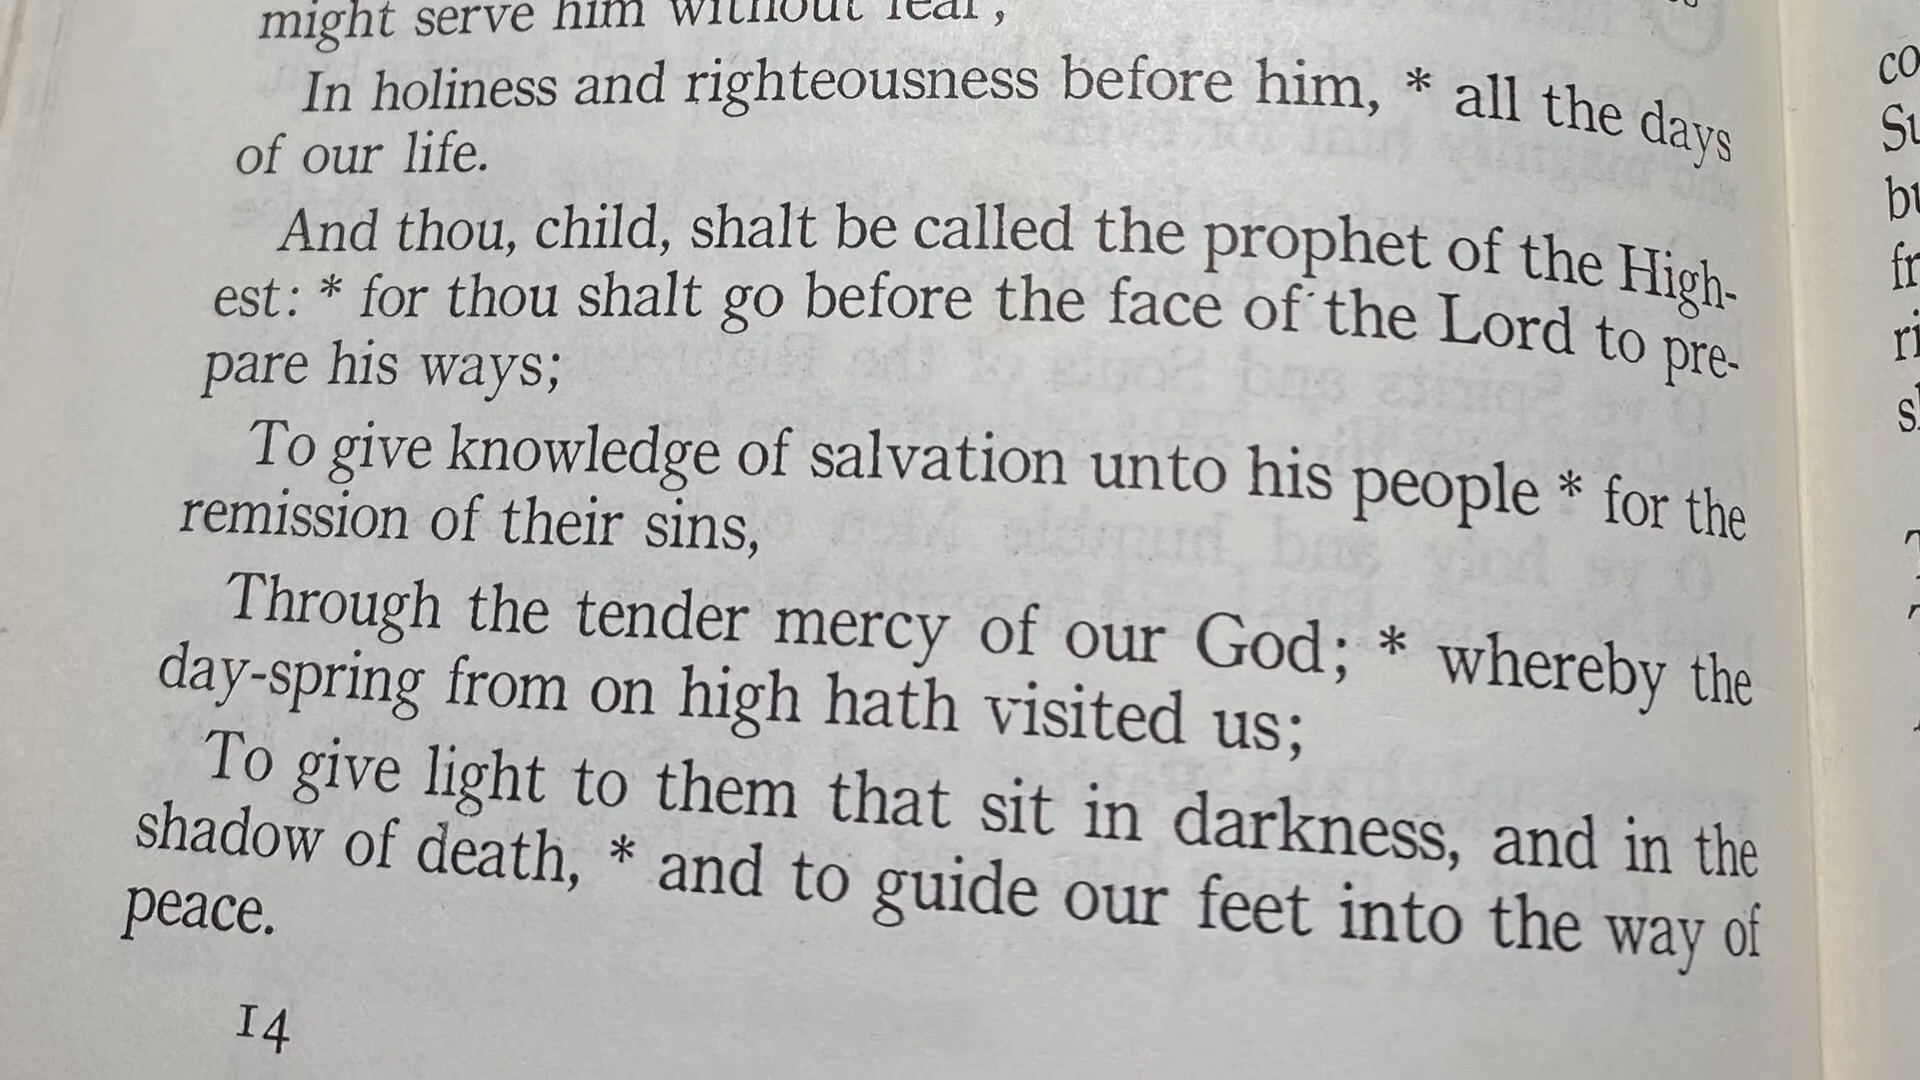 might serve him without fear,
In holiness and righteousness before him, * all the days
of our life.
And thou, child, shalt be called the prophet of the High-
est: * for thou shalt go before the face of the Lord to pre-
pare his ways;
To give knowledge of salvation unto his people * for the
remission of their sins,
Through the tender mercy of our God; * whereby the
day-spring from on high hath visited us;
To give light to them that sit in darkness, and in the
shadow of death, * and to guide our feet into the way of
peace.
14